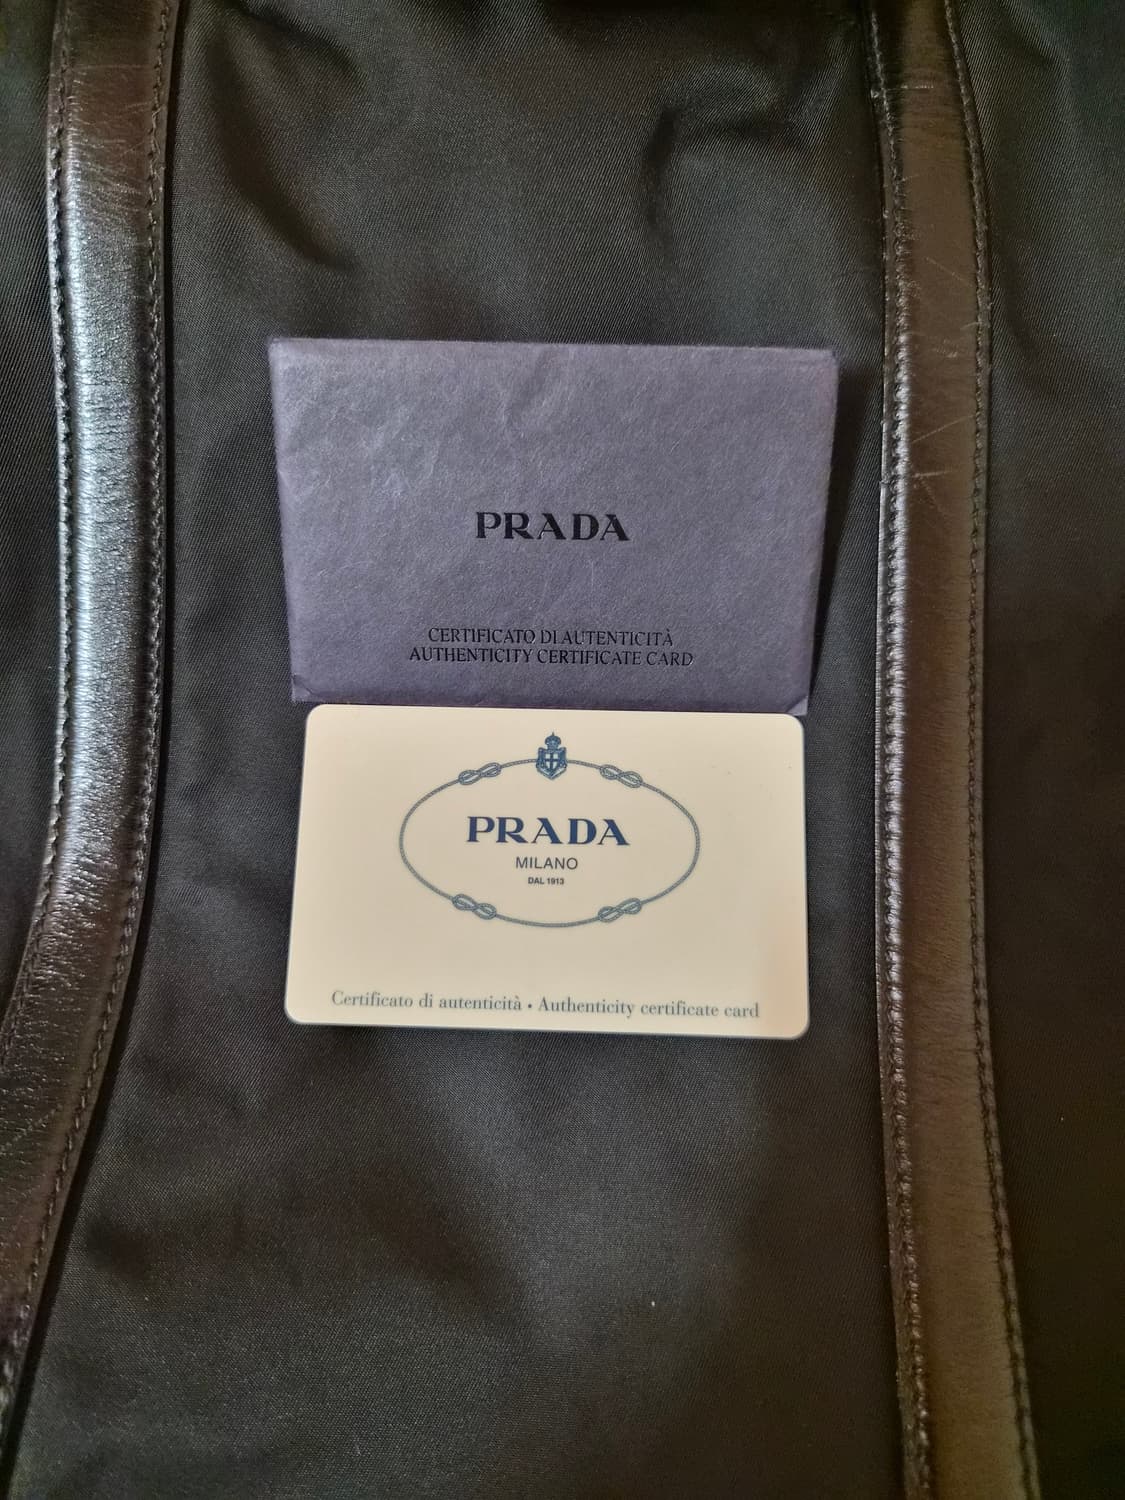 PRADA
CERTIFICATO DI AUTENTICITÀ
AUTHENTICITY CERTIFICATE CARD
PRADA
MILANO
DAL 1913
Certificato di autenticità • Authenticity certificate card